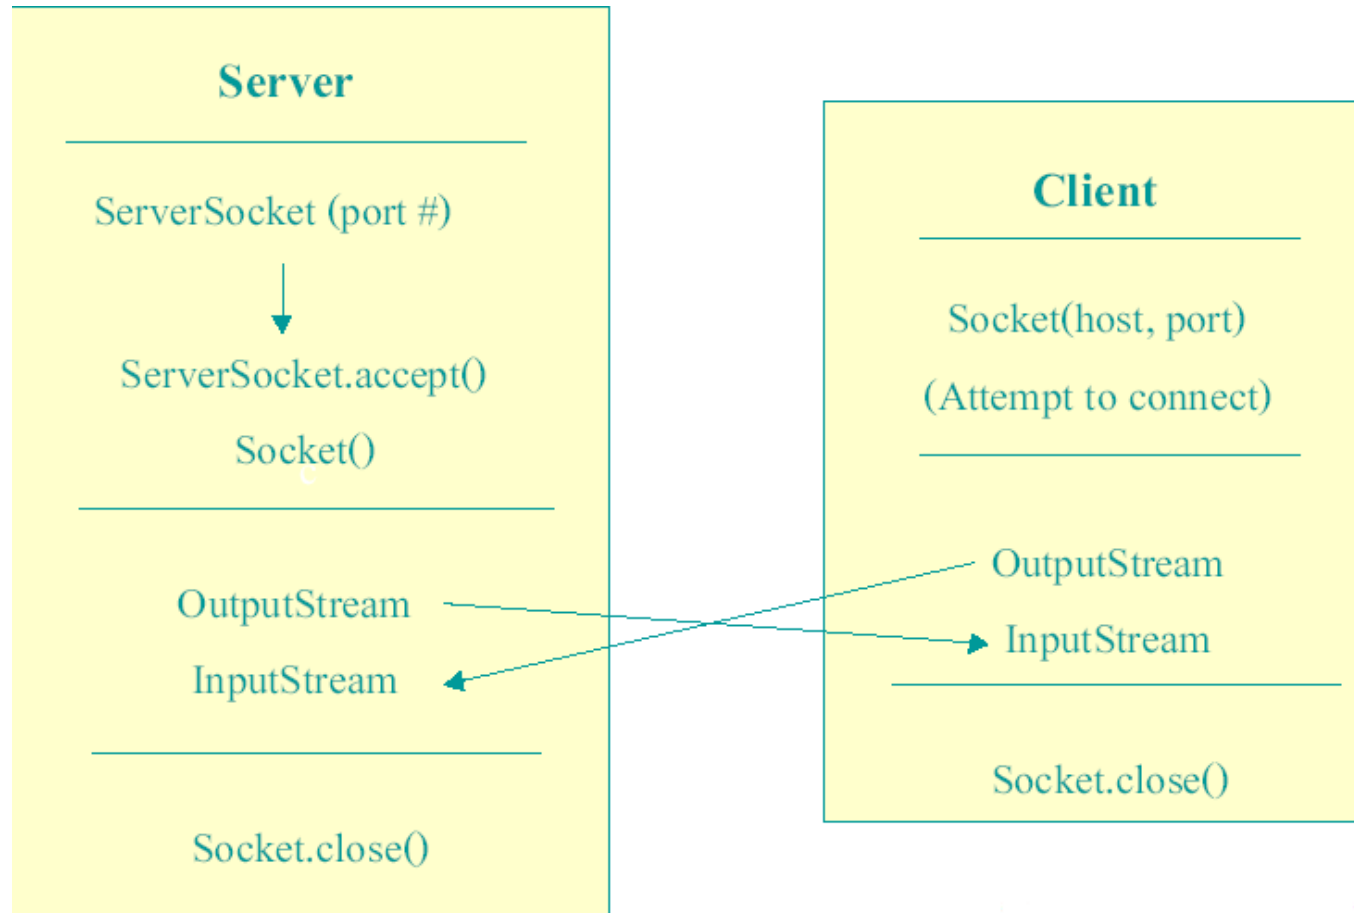 Server
ServerSocket (port #)
ServerSocket.accept()
Socket()
c
OutputStream
InputStream
Socket.close()
Client
Socket(host, port)
(Attempt to connect)
OutputStream
InputStream
Socket.close()